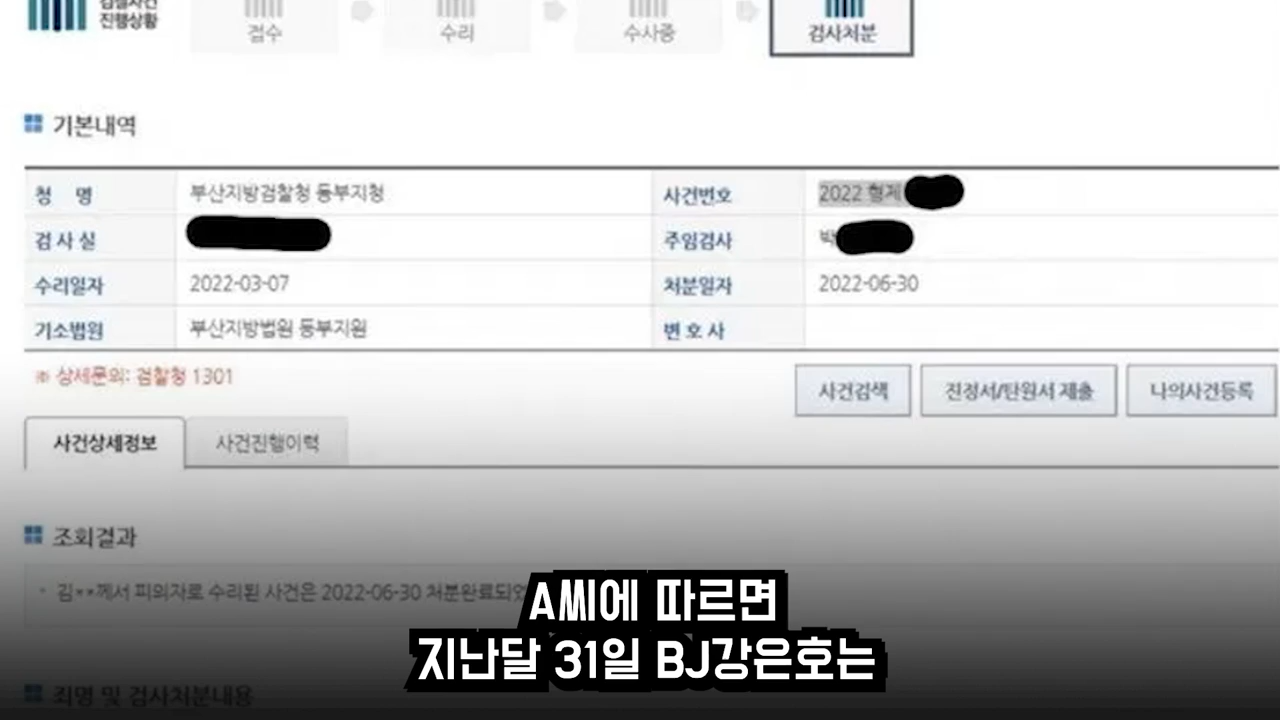 검찰사건
진행상황
접수
수리
수사중
검사처분
기본내역
청 명 부산지방검찰청 동부지청 사건번호 2022 형제
검 사 실 주임검사 박
수리일자 2022-03-07 처분일자 2022-06-30
기소법원 부산지방법원 동부지원 변 호 사
※ 상세문의: 검찰청 1301
사건검색 진정서/탄원서 제출 나의사건등록
사건상세정보 사건진행이력
조회결과
김**께서 피의자로 수리된 사건은 2022-06-30 처분완료되었
A씨에 따르면
지난달 31일 BJ강은호는
죄명 및 검사처분내용